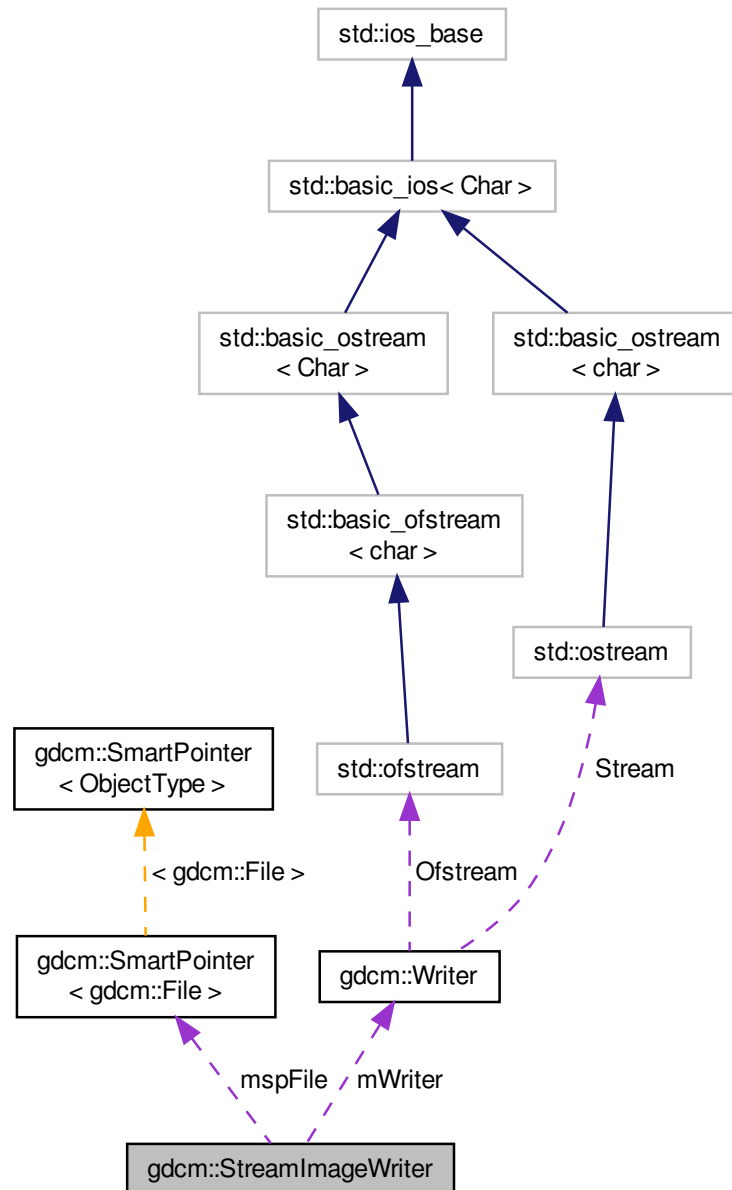 std::ios_base
std::basic_ios< Char >
std::basic_ostream
< Char >
std::basic_ostream
< char >
std::basic_ofstream
< char >
std::ostream
gdcm::SmartPointer
< ObjectType >
std::ofstream
Stream
< gdcm::File >
Ofstream
gdcm::SmartPointer
< gdcm::File >
gdcm::Writer
mspFile
mWriter
gdcm::StreamImageWriter